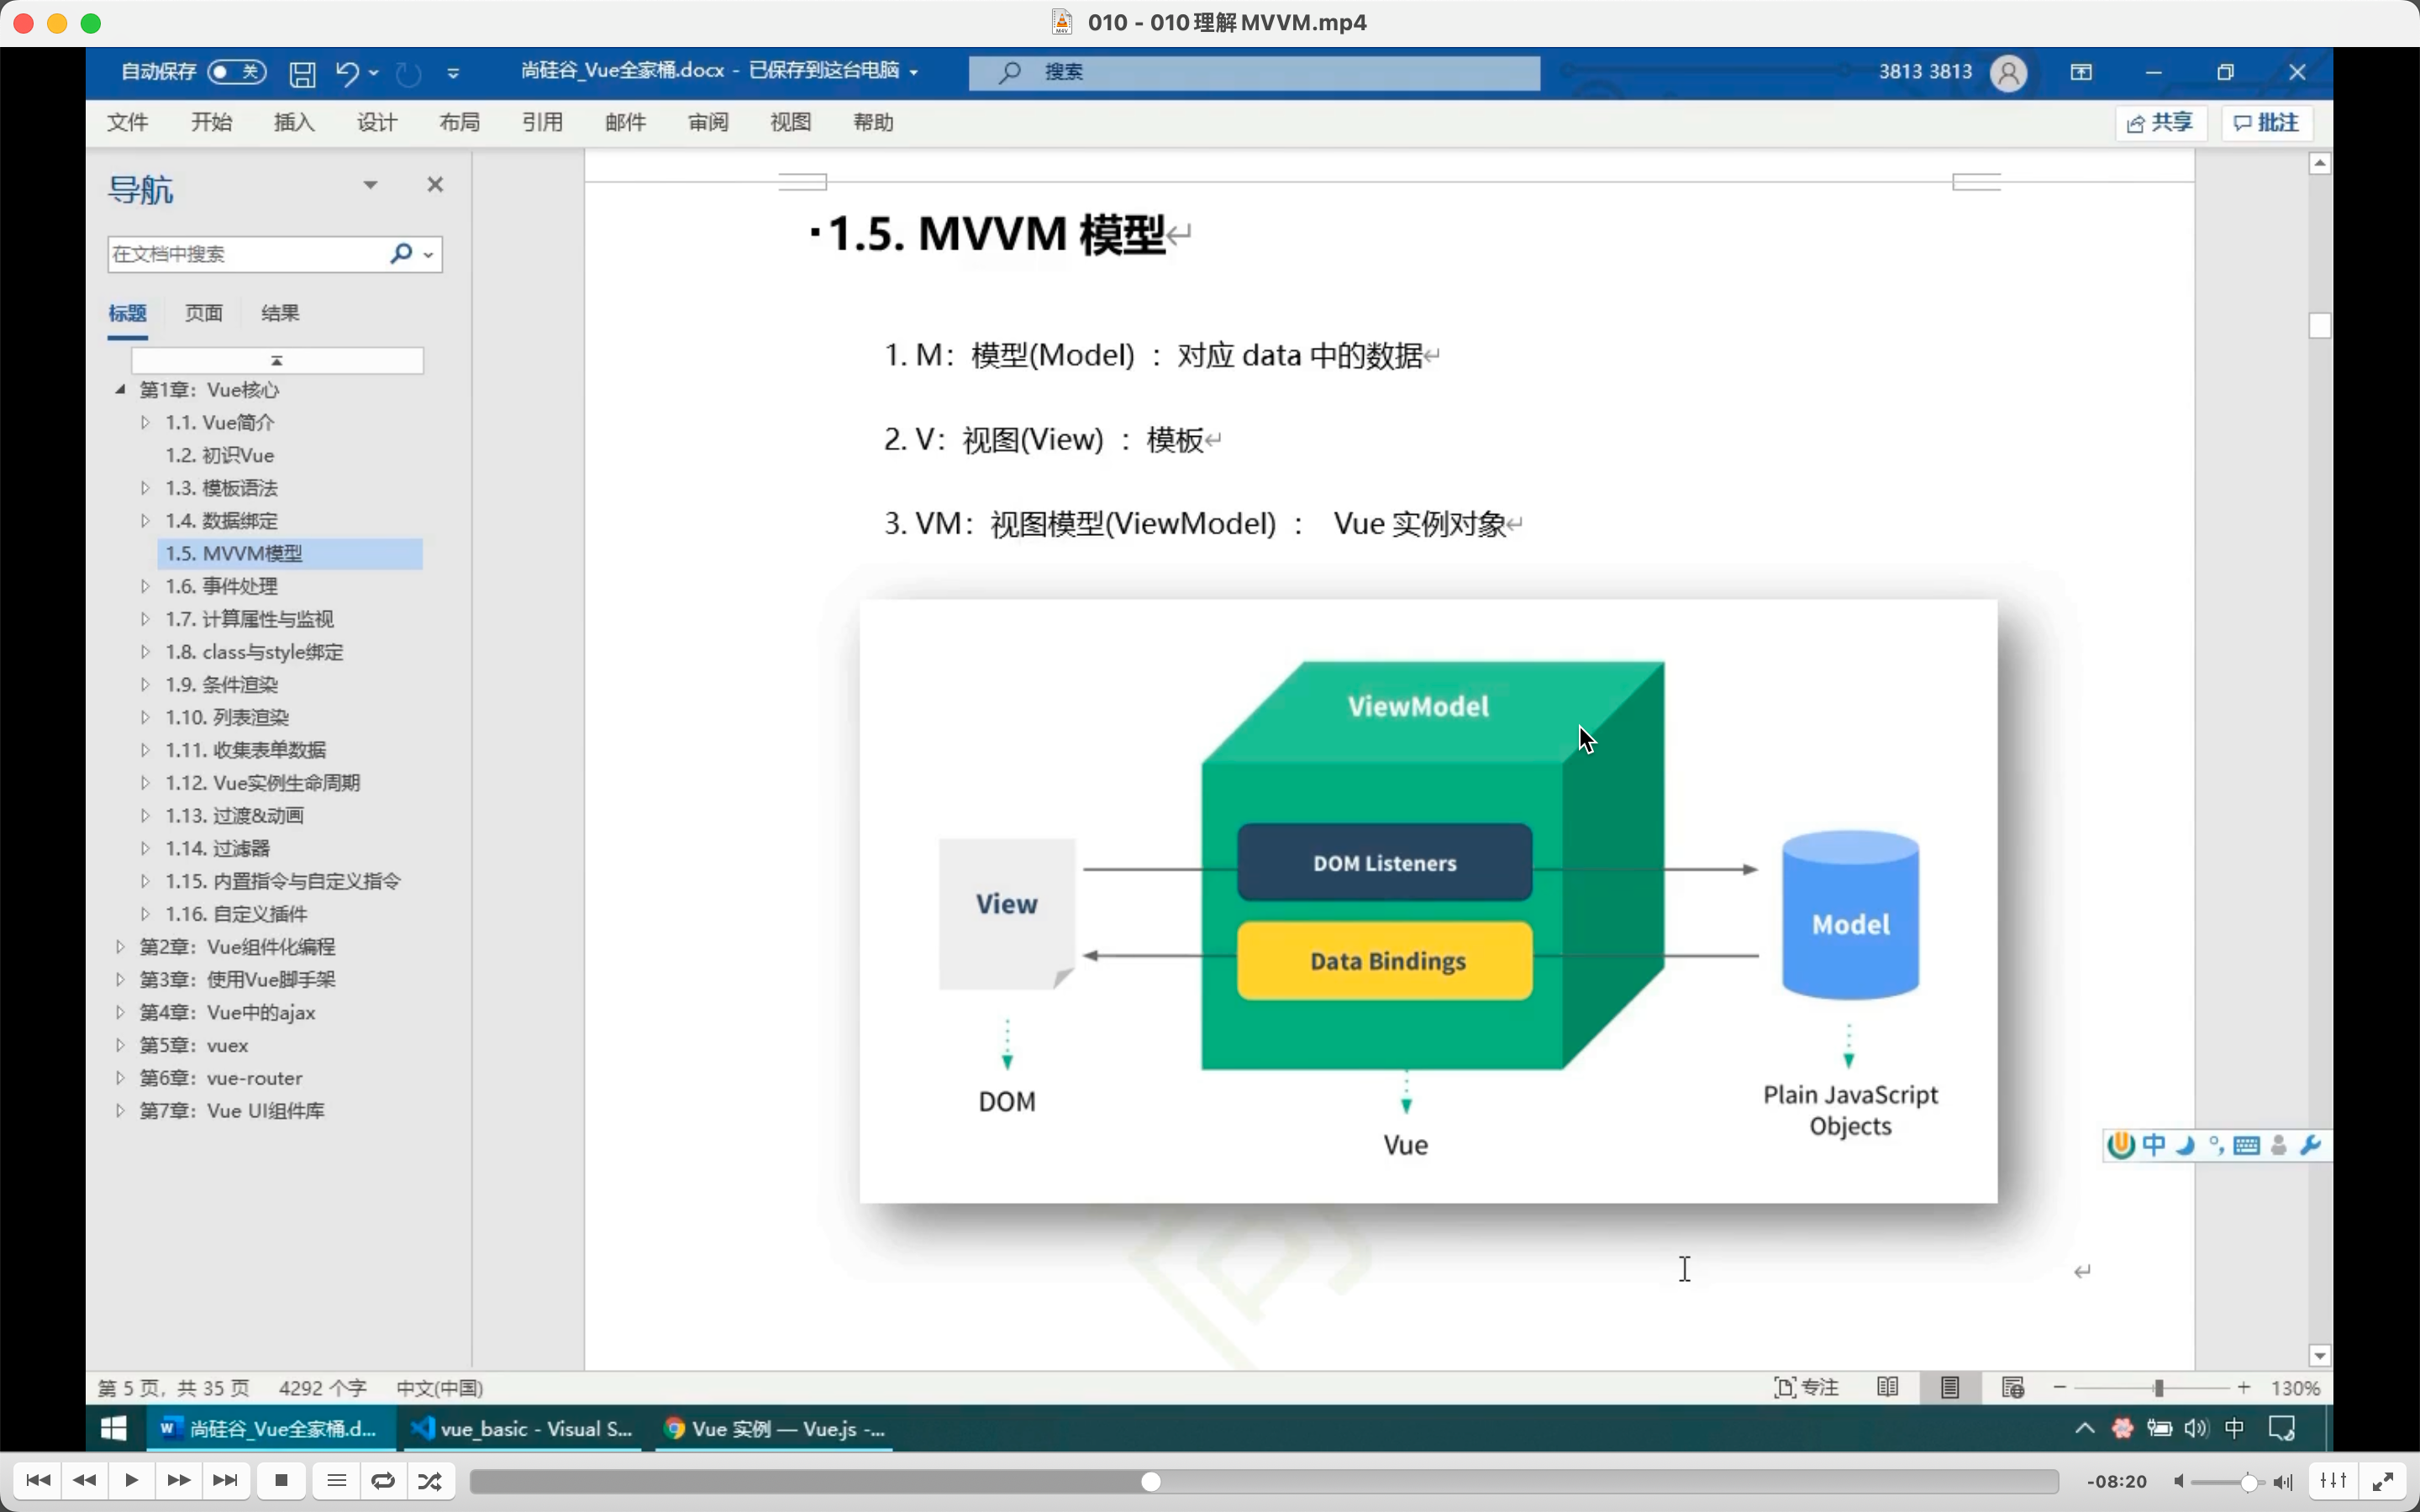 010 - 010理解MVVM.mp4
自动保存 关 尚硅谷_Vue全家桶.docx - 已保存到这台电脑 搜索 3813 3813
文件 开始 插入 设计 布局 引用 邮件 审阅 视图 帮助 共享 批注
导航
在文档中搜索
标题 页面 结果
第1章：Vue核心
1.1. Vue简介
1.2. 初识Vue
1.3. 模板语法
1.4. 数据绑定
1.5. MVVM模型
1.6. 事件处理
1.7. 计算属性与监视
1.8. class与style绑定
1.9. 条件渲染
1.10. 列表渲染
1.11. 收集表单数据
1.12. Vue实例生命周期
1.13. 过渡&动画
1.14. 过滤器
1.15. 内置指令与自定义指令
1.16. 自定义插件
第2章：Vue组件化编程
第3章：使用Vue脚手架
第4章：Vue中的ajax
第5章：vuex
第6章：vue-router
第7章：Vue UI组件库
1.5. MVVM 模型
1. M：模型(Model) ：对应 data 中的数据
2. V：视图(View) ：模板
3. VM：视图模型(ViewModel) ： Vue 实例对象
ViewModel
DOM Listeners
View
Model
Data Bindings
DOM
Vue
Plain JavaScript
Objects
中
第 5 页，共 35 页 4292 个字 中文(中国) 专注 130%
尚硅谷_Vue全家桶.d... vue_basic - Visual S... Vue 实例 — Vue.js -... 中
-08:20